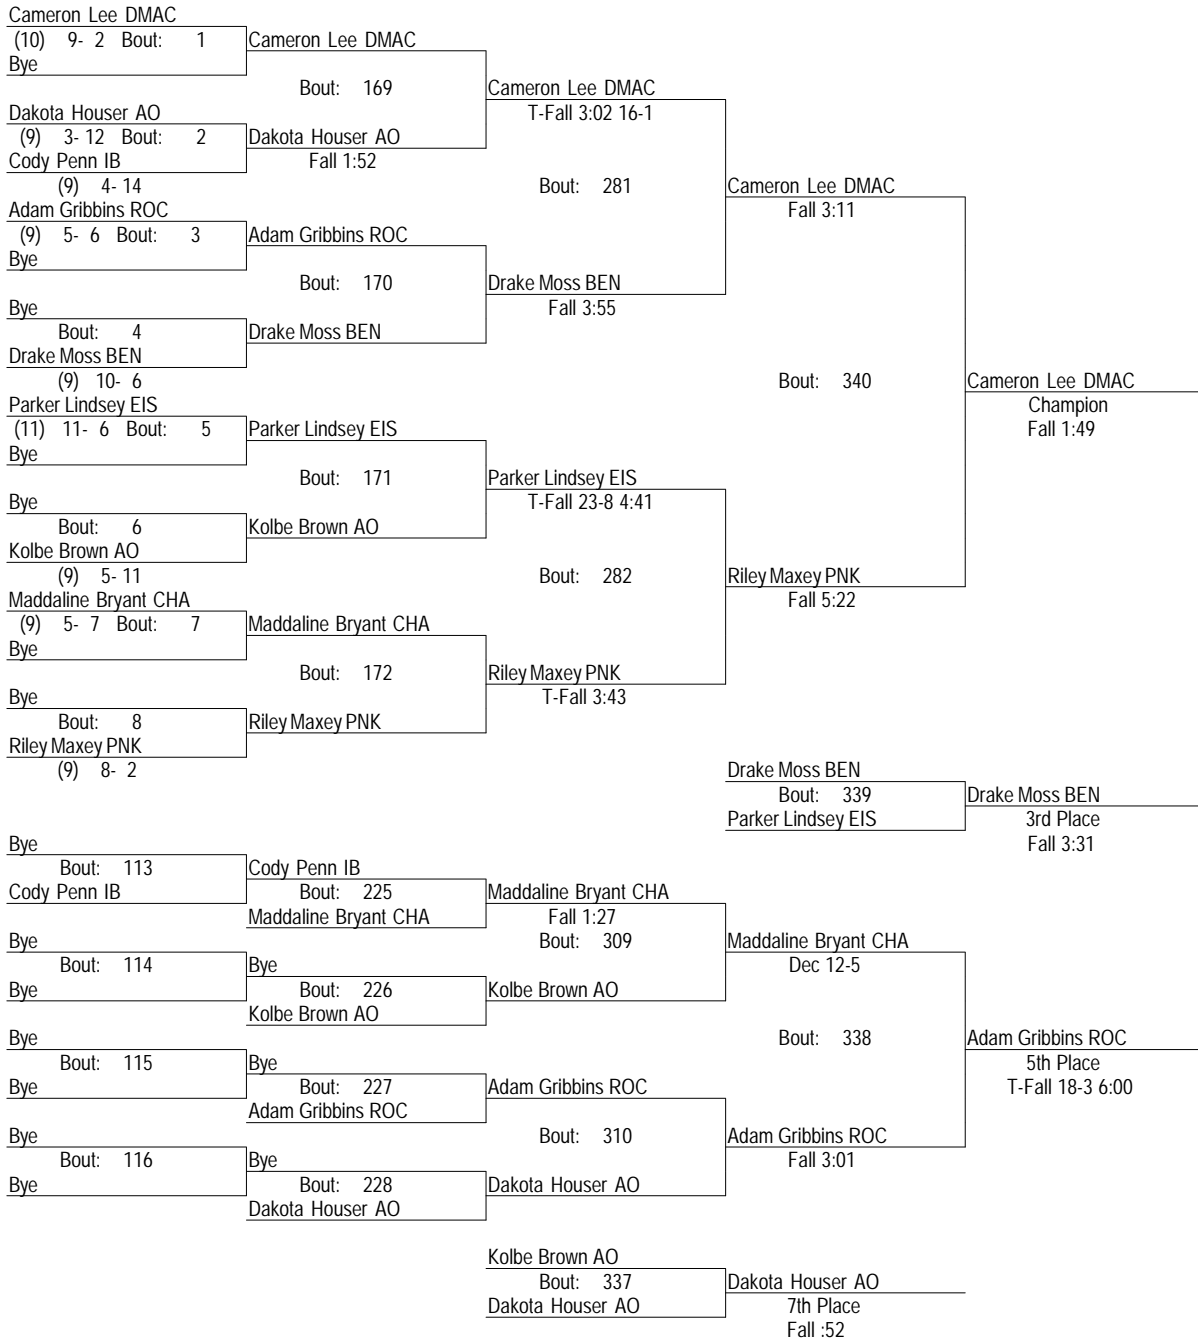 Cameron Lee DMAC
(10) 9- 2 Bout: 1 Cameron Lee DMAC
Bye
Bout: 169 Cameron Lee DMAC
Dakota Houser AO T-Fall 3:02 16-1
(9) 3- 12 Bout: 2 Dakota Houser AO
Cody Penn IB Fall 1:52
(9) 4- 14 Bout: 281 Cameron Lee DMAC
Adam Gribbins ROC Fall 3:11
(9) 5- 6 Bout: 3 Adam Gribbins ROC
Bye
Bout: 170 Drake Moss BEN
Bye Fall 3:55
Bout: 4 Drake Moss BEN
Drake Moss BEN
(9) 10- 6 Bout: 340 Cameron Lee DMAC
Parker Lindsey EIS Champion
(11) 11- 6 Bout: 5 Parker Lindsey EIS Fall 1:49
Bye
Bout: 171 Parker Lindsey EIS
Bye T-Fall 23-8 4:41
Bout: 6 Kolbe Brown AO
Kolbe Brown AO
(9) 5- 11 Bout: 282 Riley Maxey PNK
Maddaline Bryant CHA Fall 5:22
(9) 5- 7 Bout: 7 Maddaline Bryant CHA
Bye
Bout: 172 Riley Maxey PNK
Bye T-Fall 3:43
Bout: 8 Riley Maxey PNK
Riley Maxey PNK
(9) 8- 2 Drake Moss BEN
Bout: 339 Drake Moss BEN
Parker Lindsey EIS 3rd Place
Bye Fall 3:31
Bout: 113 Cody Penn IB
Cody Penn IB Bout: 225 Maddaline Bryant CHA
Maddaline Bryant CHA Fall 1:27
Bye Bout: 309 Maddaline Bryant CHA
Bout: 114 Bye Dec 12-5
Bye Bout: 226 Kolbe Brown AO
Kolbe Brown AO
Bye Bout: 338 Adam Gribbins ROC
Bout: 115 Bye 5th Place
Bye Bout: 227 Adam Gribbins ROC T-Fall 18-3 6:00
Adam Gribbins ROC
Bye Bout: 310 Adam Gribbins ROC
Bout: 116 Bye Fall 3:01
Bye Bout: 228 Dakota Houser AO
Dakota Houser AO
Kolbe Brown AO
Bout: 337 Dakota Houser AO
Dakota Houser AO 7th Place
Fall :52